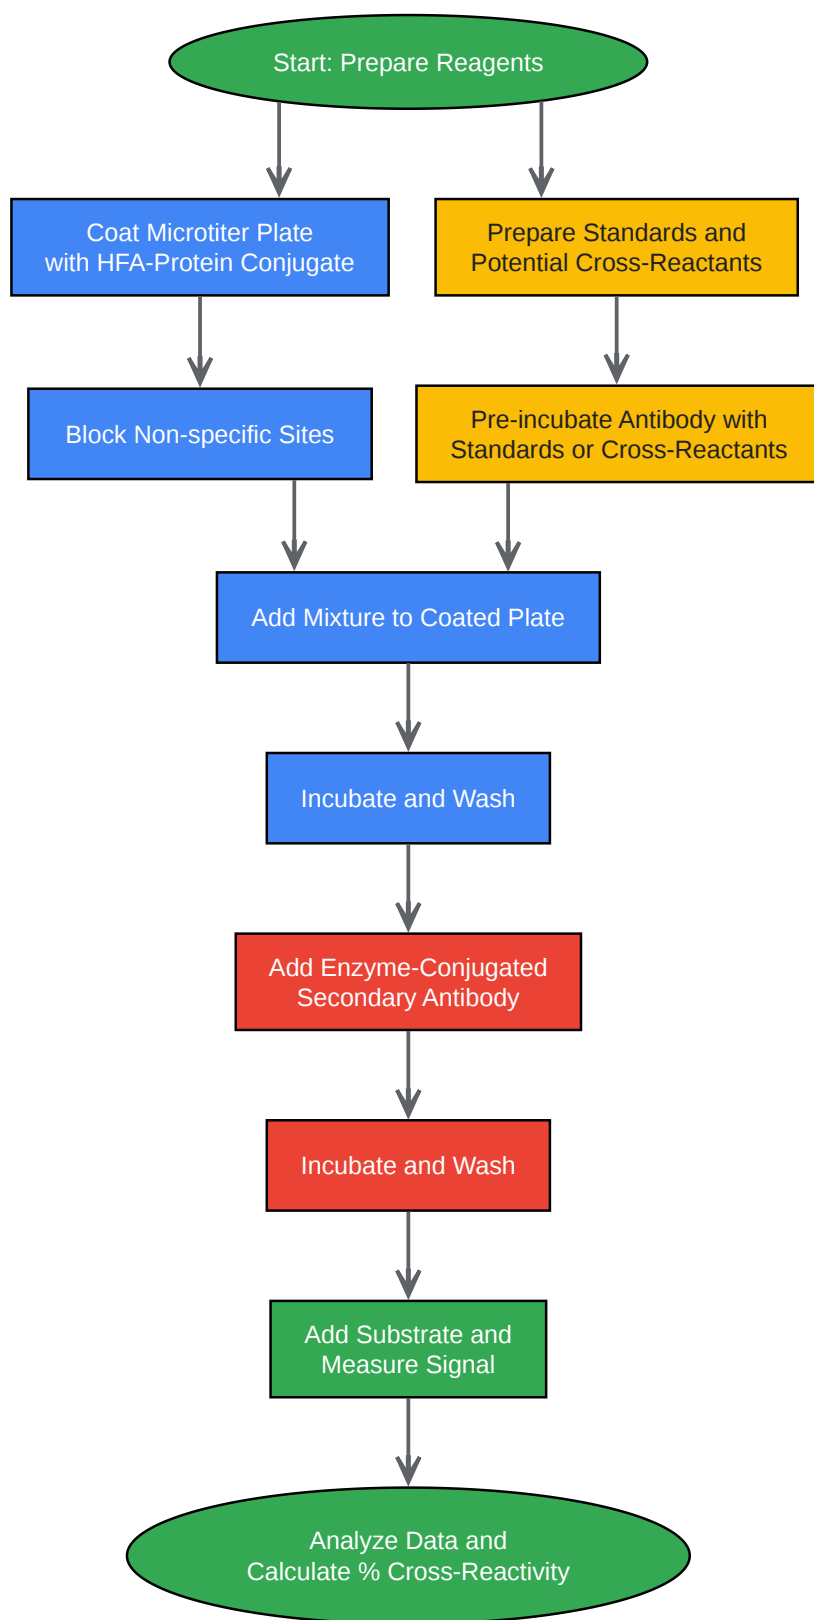 Start: Prepare Reagents
Coat Microtiter Plate
with HFA-Protein Conjugate
Prepare Standards and
Potential Cross-Reactants
Block Non-specific Sites
Pre-incubate Antibody with
Standards or Cross-Reactants
Add Mixture to Coated Plate
Incubate and Wash
Add Enzyme-Conjugated
Secondary Antibody
Incubate and Wash
Add Substrate and
Measure Signal
Analyze Data and
Calculate % Cross-Reactivity